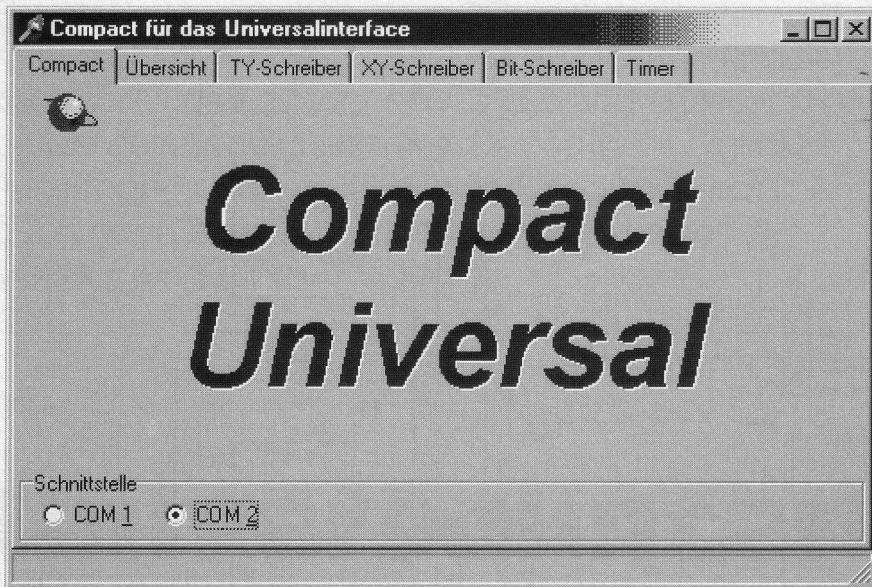 Compact für das Universalinterface
Compact Übersicht TY-Schreiber XY-Schreiber Bit-Schreiber Timer
Compact
Universal
Schnittstelle
COM 1 COM 2